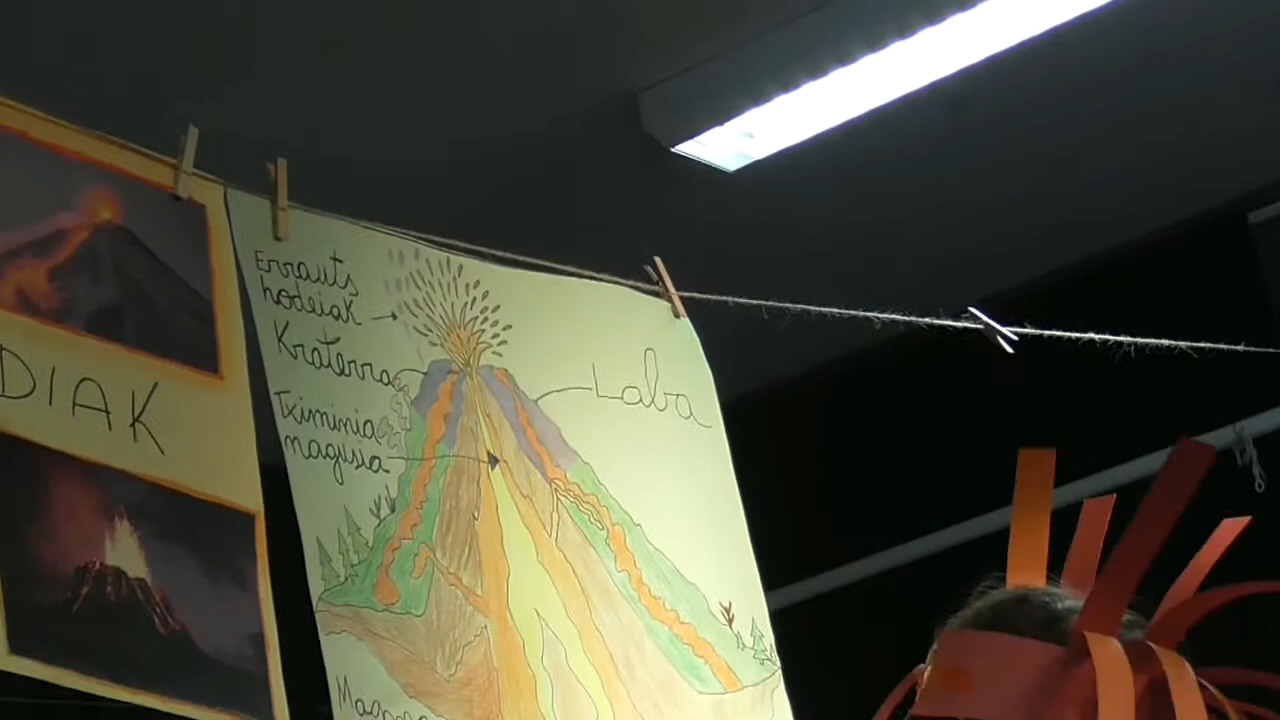 DIAK
Errauts
hodeiak
Kraterra
Tximinia
nagusia
Laba